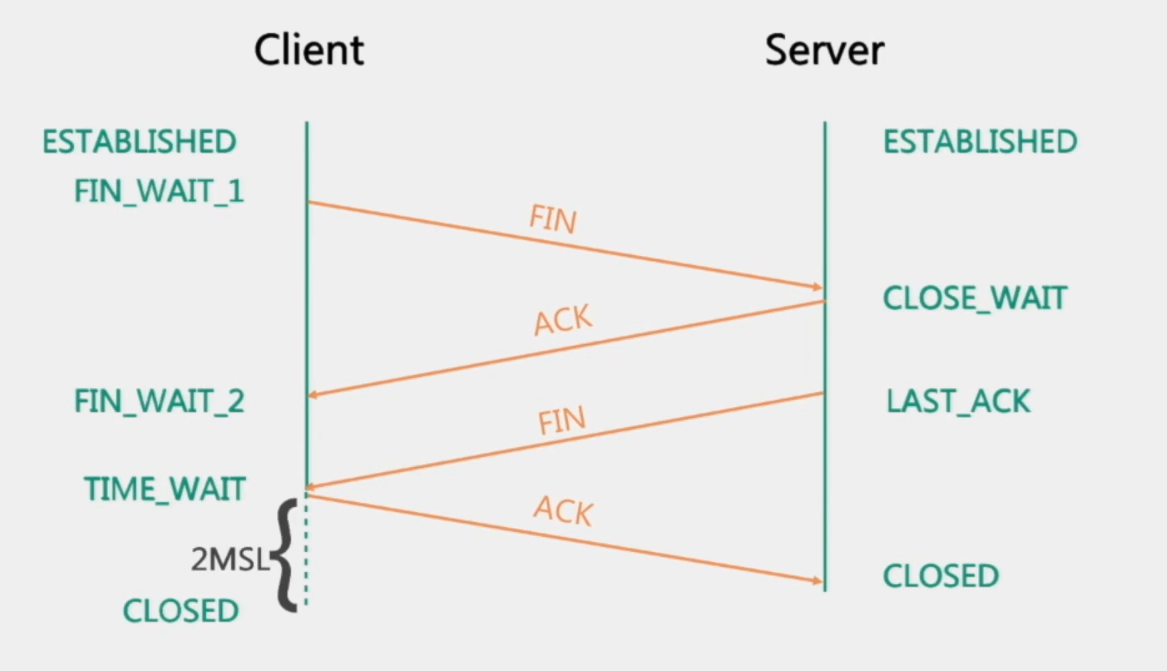 Client
Server
ESTABLISHED
ESTABLISHED
FIN_WAIT_1
FIN
CLOSE_WAIT
ACK
FIN_WAIT_2
LAST_ACK
FIN
TIME_WAIT
ACK
2MSL
CLOSED
CLOSED